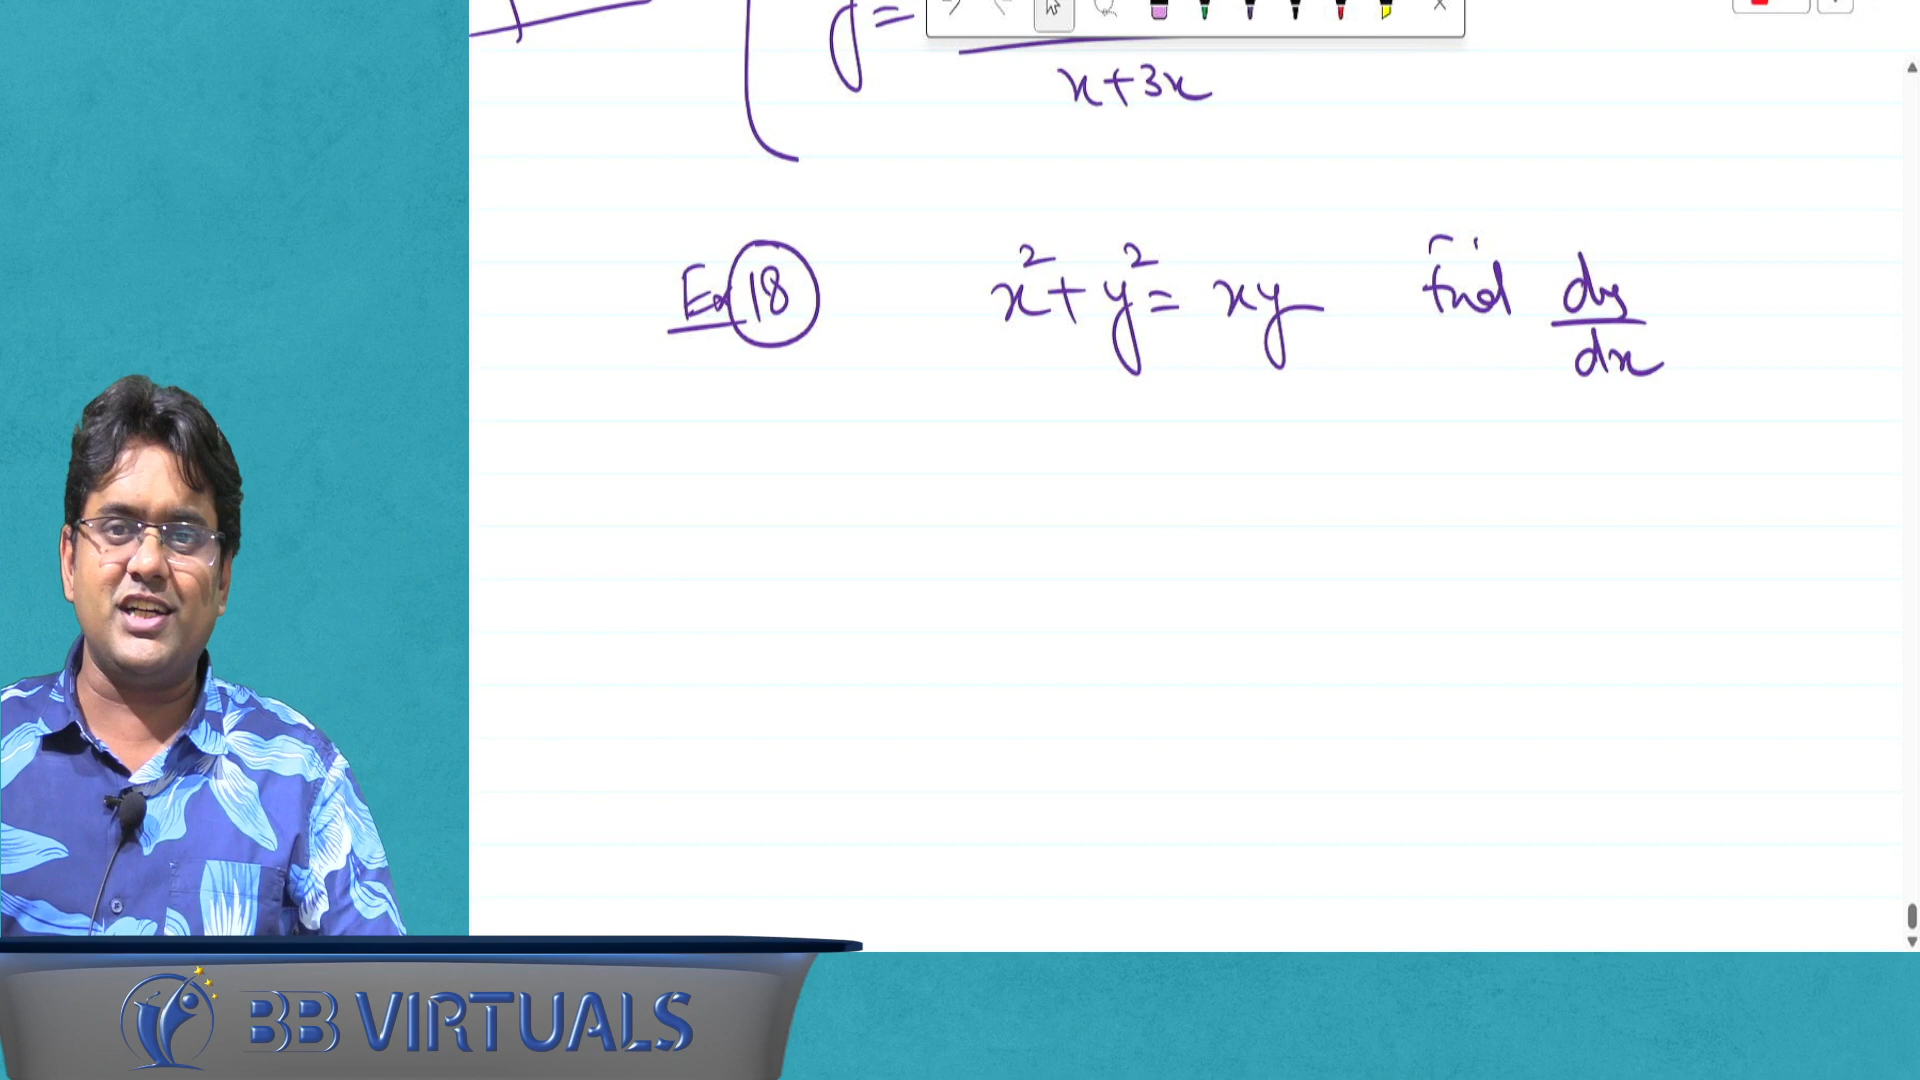 y =
x+3x
Ex 18 x²+y² = xy find dy/dx
BB VIRTUALS